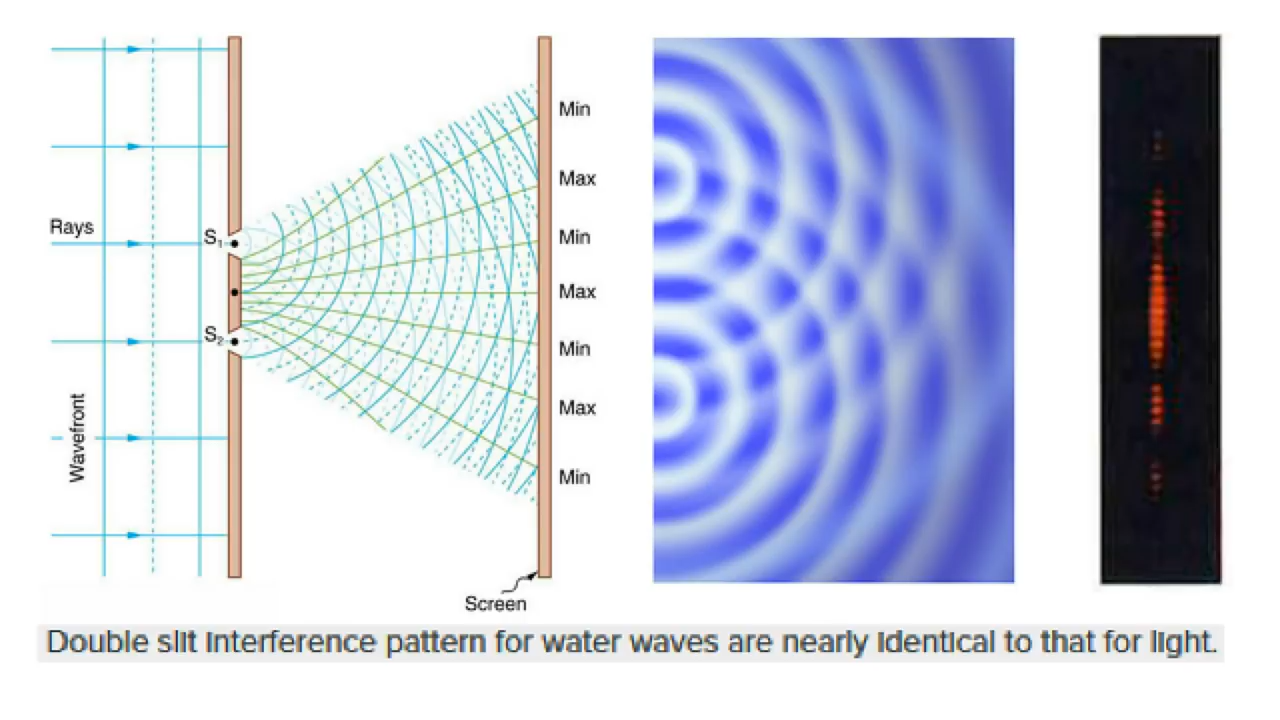 Rays
Wavefront
S1
S2
Min
Max
Min
Max
Min
Max
Min
Screen
Double slit interference pattern for water waves are nearly identical to that for light.